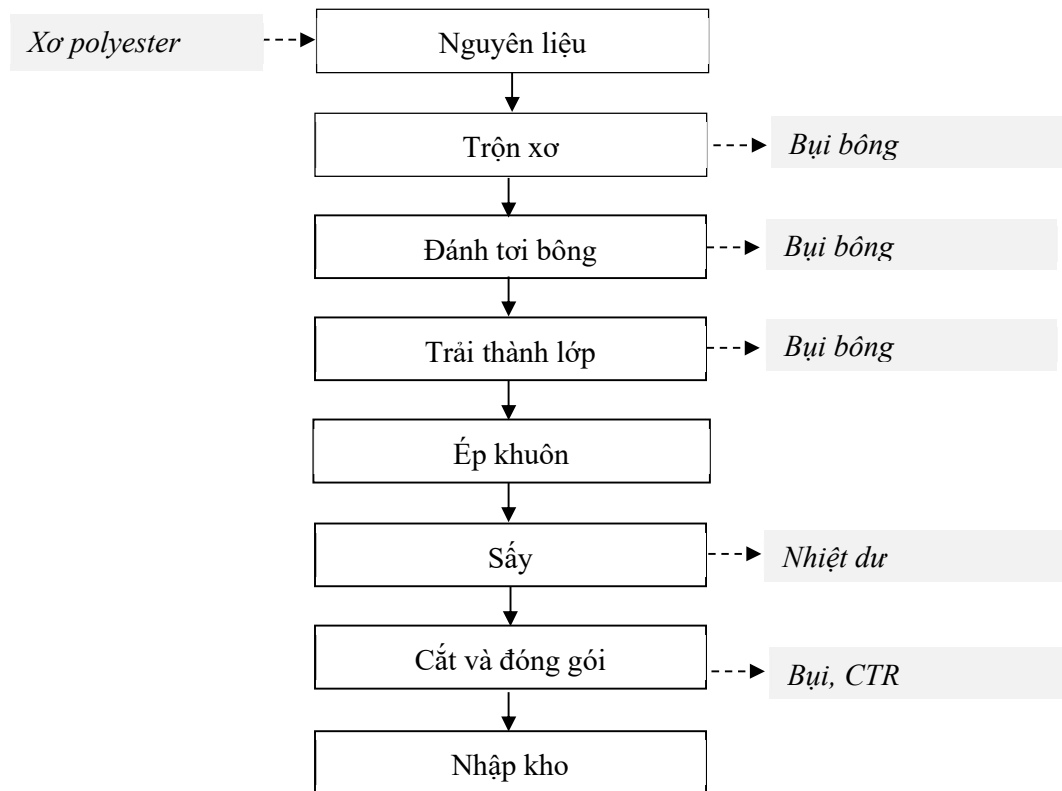 Xơ polyester
Nguyên liệu
Trộn xơ
Bụi bông
Đánh tơi bông
Bụi bông
Trải thành lớp
Bụi bông
Ép khuôn
Sấy
Nhiệt dư
Cắt và đóng gói
Bụi, CTR
Nhập kho